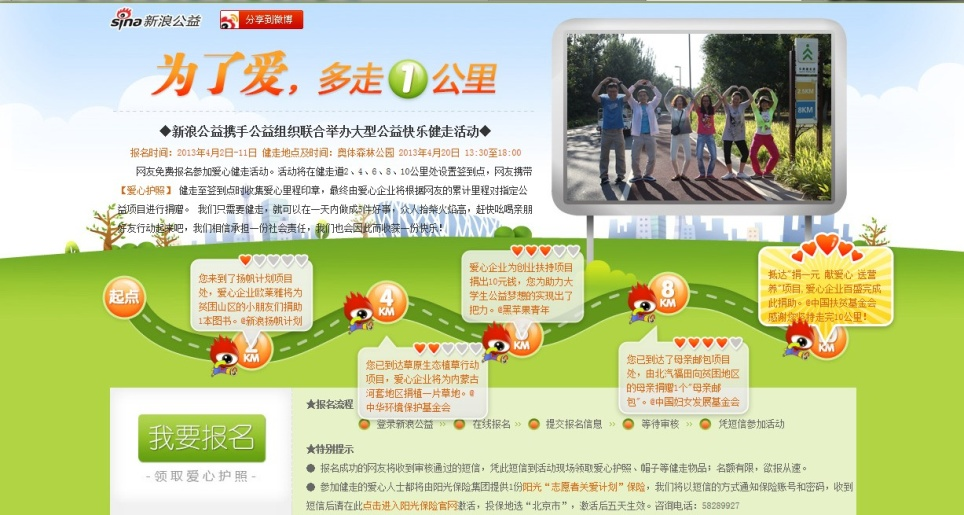 sina新浪公益
分享到微博
为了爱，多走1公里
◆新浪公益携手公益组织联合举办大型公益快乐健走活动◆
报名时间：2013年4月2日-11日 健走地点及时间：奥体森林公园 2013年4月20日 13:30至18:00
网友免费报名参加爱心健走活动。活动将在健走道2、4、6、8、10公里处设置签到点，网友携带
【爱心护照】 健走至签到点时收集爱心里程印章，最终由爱心企业将根据网友的累计里程对指定公
益项目进行捐赠。 我们只需要健走，就可以在一天内做成5件好事，众人拾柴火焰高，赶快吆喝亲朋
好友行动起来吧，我们相信承担一份社会责任，我们也会因此而收获一份快乐！
8KM
起点
您来到了扬帆计划项目
处，爱心企业欧莱雅将为
贫困山区的小朋友们捐助
1本图书。@新浪扬帆计划
2
KM
4
KM
您已到达草原生态植草行动
项目，爱心企业将为内蒙古
河套地区捐植一片草地。@
中华环境保护基金会
爱心企业为创业扶持项目
捐出10元钱，您为助力大
学生公益梦想的实现出了
把力。@黑苹果青年
6
KM
8
KM
您已到达了母亲邮包项目
处，由北汽福田向贫困地区
的母亲捐赠1个“母亲邮
包”。@中国妇女发展基金会
抵达“捐一元 献爱心 送营
养”项目，爱心企业百盛完成
此捐助。@中国扶贫基金会
感谢您坚持走完10公里！
KM
我要报名
-领取爱心护照-
★报名流程
登录新浪公益 » 在线报名 » 提交报名信息 » 等待审核 » 凭短信参加活动
★特别提示
● 报名成功的网友将收到审核通过的短信，凭此短信到活动现场领取爱心护照、帽子等健走物品；名额有限，欲报从速。
● 参加健走的爱心人士都将由阳光保险集团提供1份阳光“志愿者关爱计划”保险，我们将以短信的方式通知保险账号和密码，收到
短信后请在此点击进入阳光保险官网激活，投保地选“北京市”，激活后五天生效。咨询电话：58289927